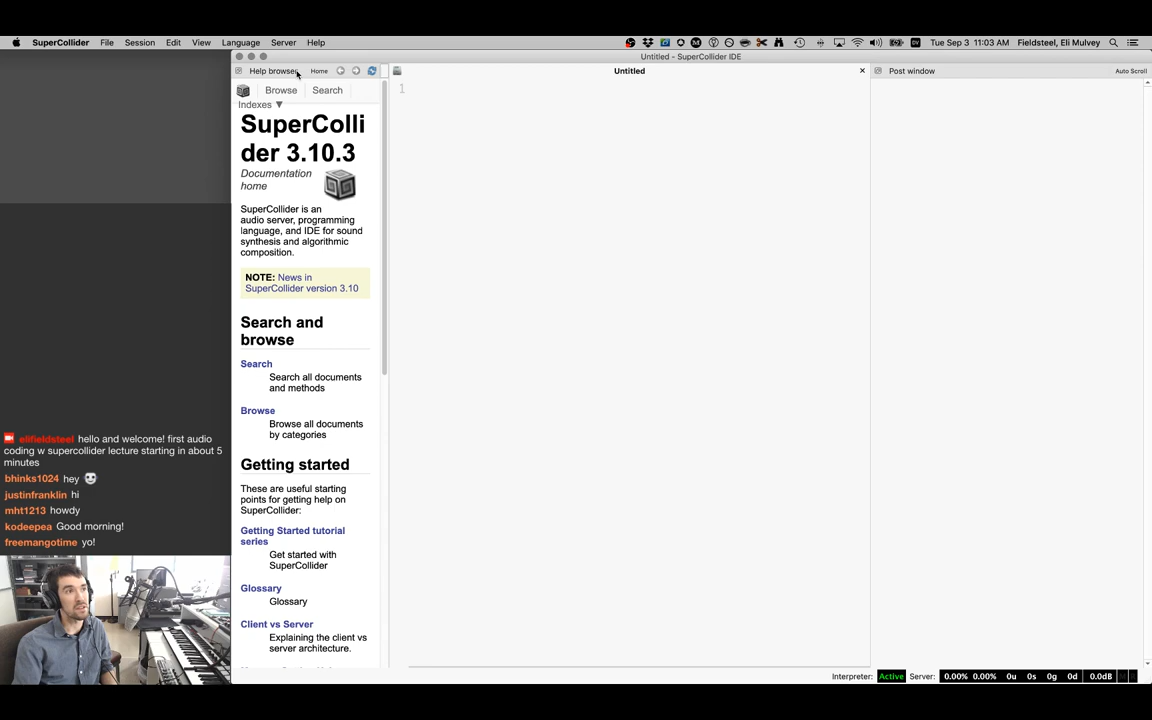 SuperCollider File Session Edit View Language Server Help Tue Sep 3 11:03 AM Fieldsteel, Eli Mulvey
Untitled - SuperCollider IDE
Help browser Home Untitled Post window Auto Scroll
Browse Search
Indexes ▼
1
SuperColli
der 3.10.3
Documentation
home
SuperCollider is an
audio server, programming
language, and IDE for sound
synthesis and algorithmic
composition.
NOTE: News in
SuperCollider version 3.10
Search and
browse
Search
Search all documents
and methods
Browse
Browse all documents
by categories
Getting started
These are useful starting
points for getting help on
SuperCollider:
Getting Started tutorial
series
Get started with
SuperCollider
Glossary
Glossary
Client vs Server
Explaining the client vs
server architecture.
elifieldsteel hello and welcome! first audio
coding w supercollider lecture starting in about 5
minutes
bhinks1024 hey
justinfranklin hi
mht1213 howdy
kodeepea Good morning!
freemangotime yo!
Interpreter: Active Server: 0.00% 0.00% 0u 0s 0g 0d 0.0dB